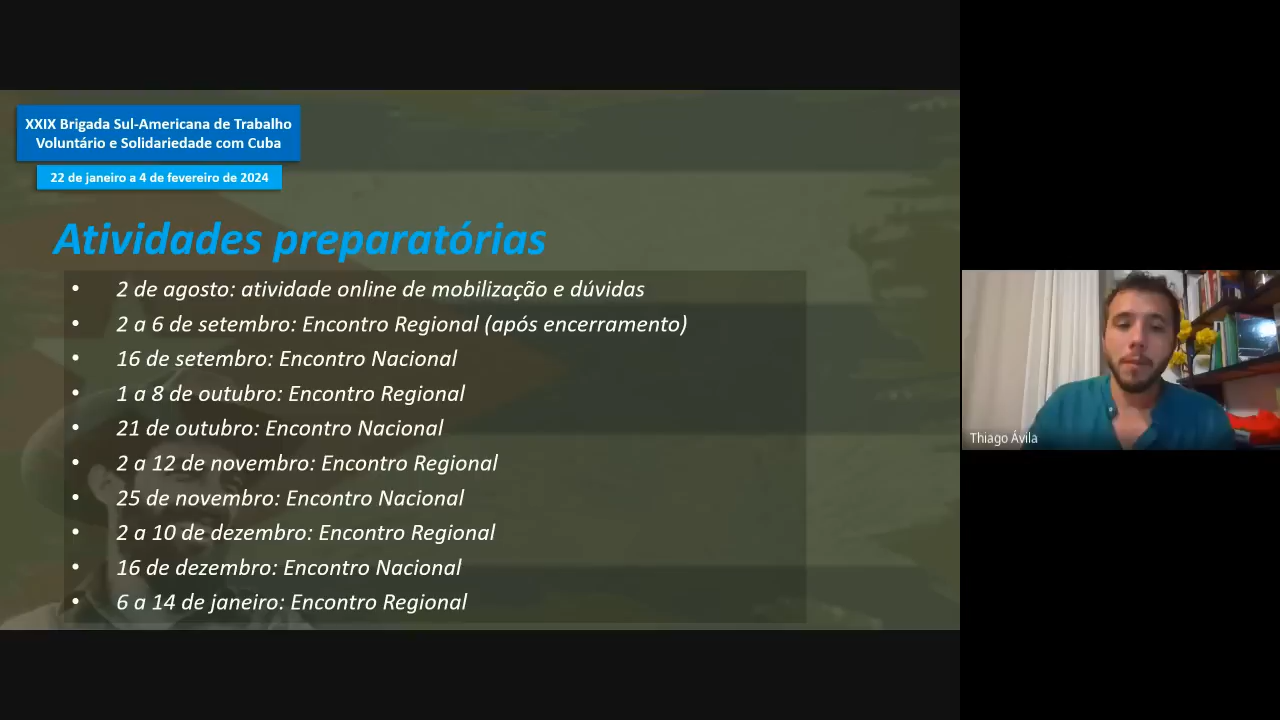 XXIX Brigada Sul-Americana de Trabalho
Voluntário e Solidariedade com Cuba
22 de janeiro a 4 de fevereiro de 2024
Atividades preparatórias
• 2 de agosto: atividade online de mobilização e dúvidas
• 2 a 6 de setembro: Encontro Regional (após encerramento)
• 16 de setembro: Encontro Nacional
• 1 a 8 de outubro: Encontro Regional
• 21 de outubro: Encontro Nacional
• 2 a 12 de novembro: Encontro Regional
• 25 de novembro: Encontro Nacional
• 2 a 10 de dezembro: Encontro Regional
• 16 de dezembro: Encontro Nacional
• 6 a 14 de janeiro: Encontro Regional
Thiago Ávila